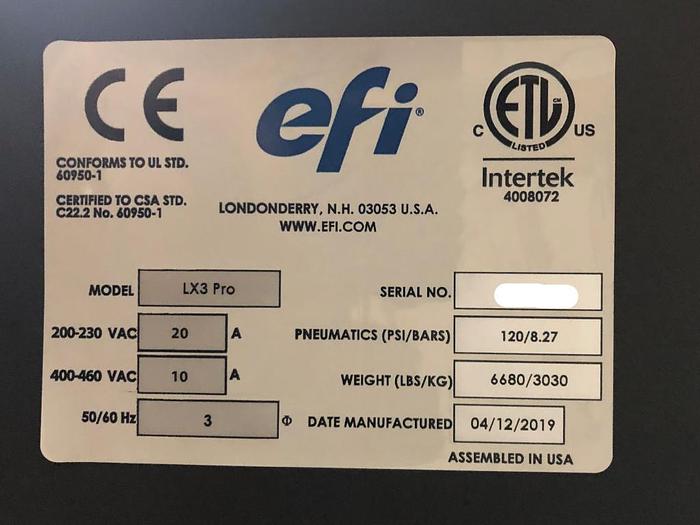 CE
efi®
CONFORMS TO UL STD.
60950-1
CERTIFIED TO CSA STD.
C22.2 No. 60950-1
LONDONDERRY, N.H. 03053 U.S.A.
WWW.EFI.COM
C ETL CM US
LISTED
Intertek
4008072
MODEL LX3 Pro
SERIAL NO.
200-230 VAC 20 A
PNEUMATICS (PSI/BARS) 120/8.27
400-460 VAC 10 A
WEIGHT (LBS/KG) 6680/3030
50/60 Hz 3 Φ
DATE MANUFACTURED 04/12/2019
ASSEMBLED IN USA